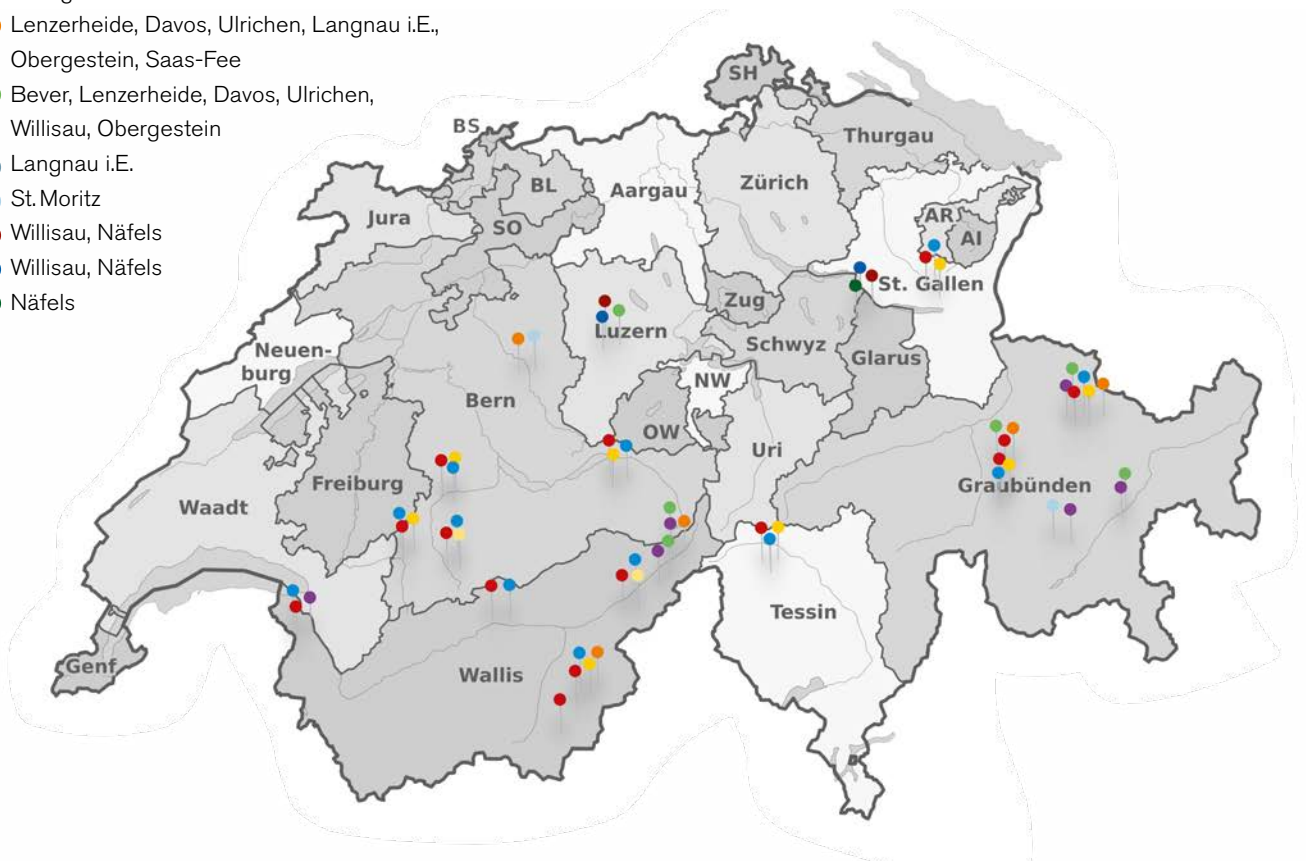 Lenzerheide, Davos, Ulrichen, Langnau i.E.,
Obergestein, Saas-Fee
Bever, Lenzerheide, Davos, Ulrichen,
Willisau, Obergestein
Langnau i.E.
St. Moritz
Willisau, Näfels
Willisau, Näfels
Näfels
SH
BS
Thurgau
BL
Aargau
Zürich
Jura
SO
AR
AI
St. Gallen
Zug
Luzern
Neuen-
burg
Schwyz
Glarus
NW
Bern
OW
Uri
Freiburg
Graubünden
Waadt
Tessin
Genf
Wallis